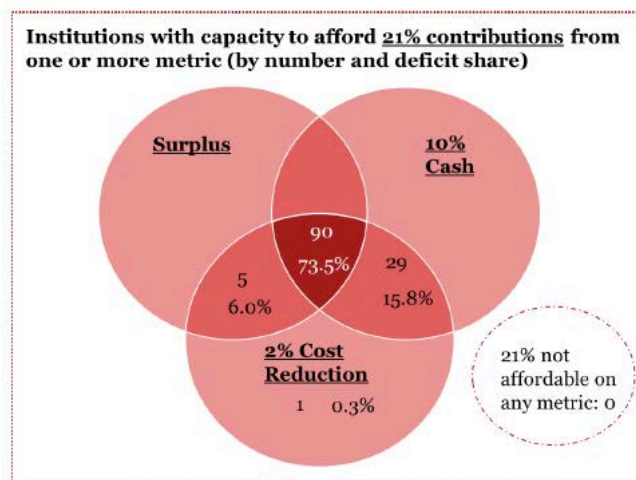 Institutions with capacity to afford 21% contributions from
one or more metric (by number and deficit share)
Surplus
10%
Cash
90
73.5%
5
6.0%
29
15.8%
2% Cost
Reduction
1 0.3%
21% not
affordable on
any metric: 0